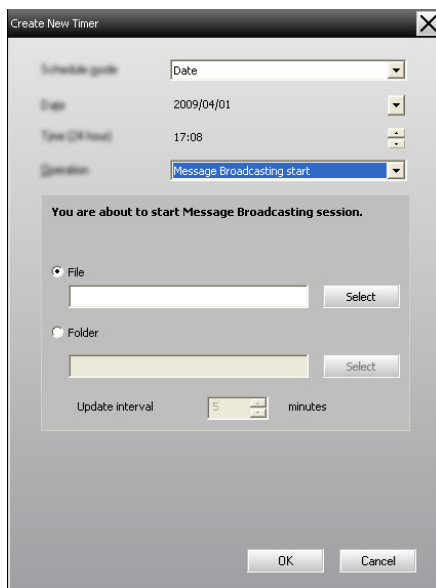 Create New Timer
Date
2009/04/01
17:08
Message Broadcasting start
You are about to start Message Broadcasting session.
File
Select
Folder
Select
Update interval 5 minutes
OK Cancel